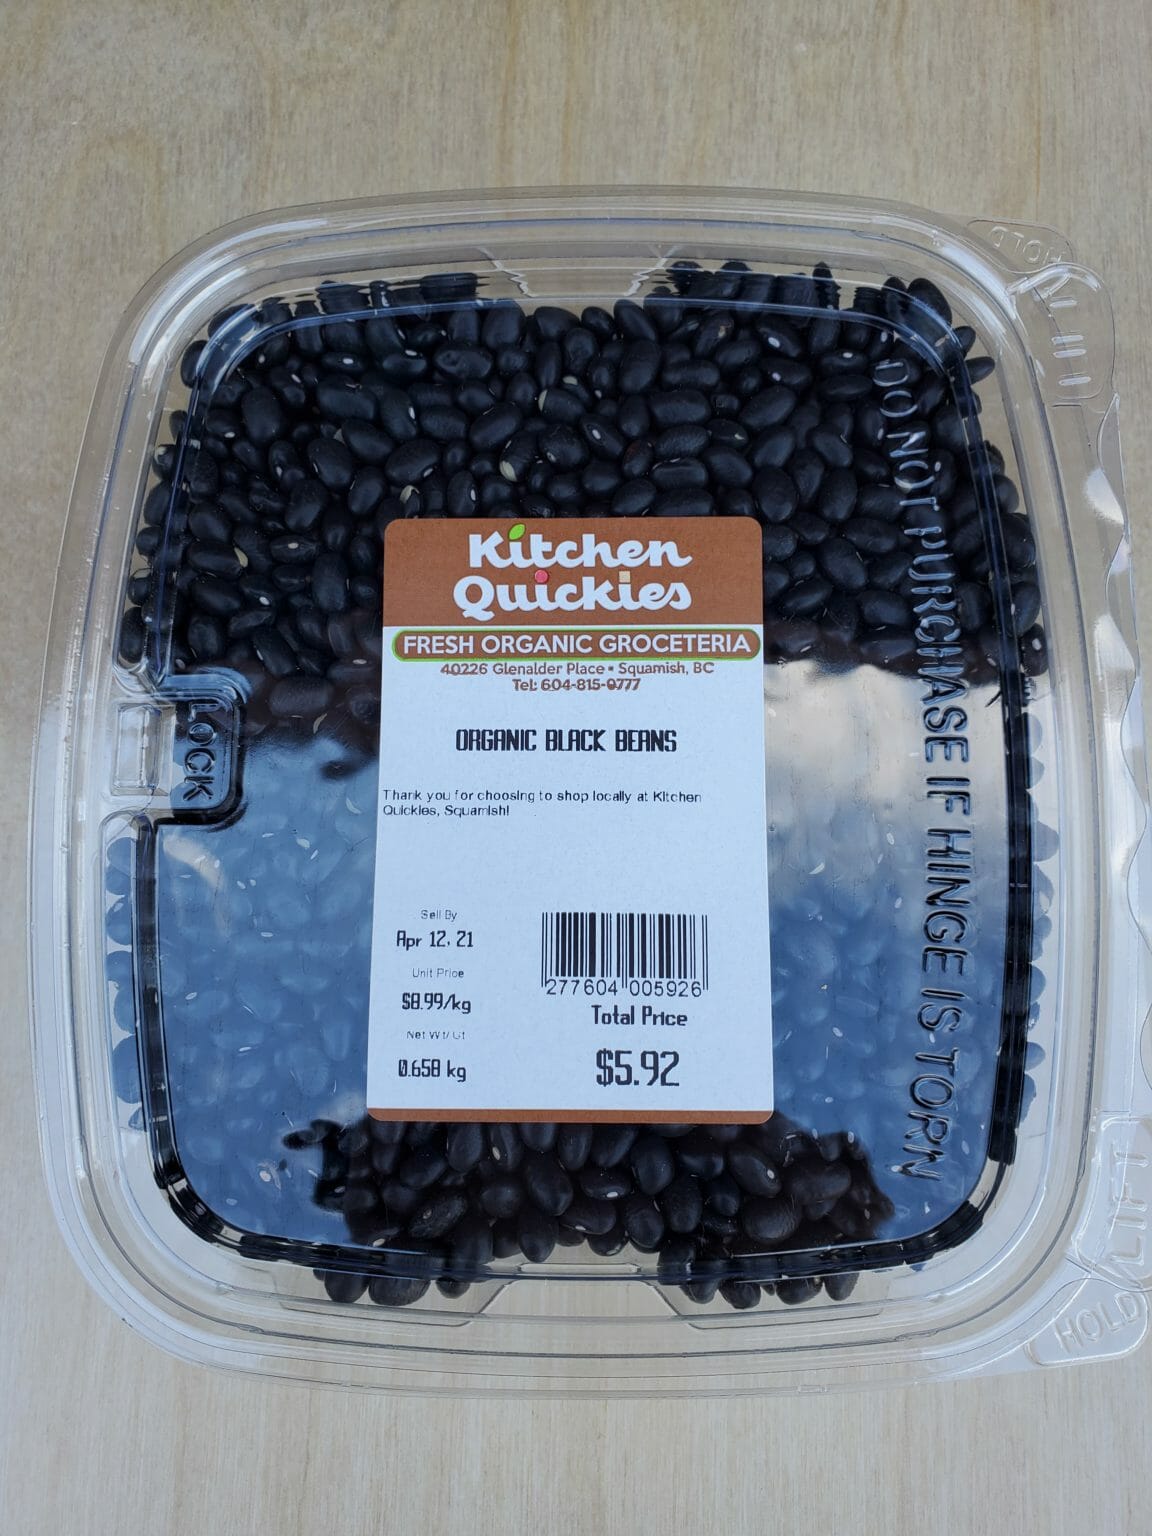 HOLD
LIFT
DO NOT PURCHASE IF HINGE IS TORN
Kitchen
Quickies
FRESH ORGANIC GROCETERIA
40226 Glenalder Place • Squamish, BC
Tel: 604-815-0777
LOCK
ORGANIC BLACK BEANS
Thank you for choosing to shop locally at Kitchen
Quickies, Squamish!
Sell By
Apr 12, 21
Unit Price
$8.99/kg
Net Wt/Ct
0.658 kg
277604 005926
Total Price
$5.92
LIFT
HOLD